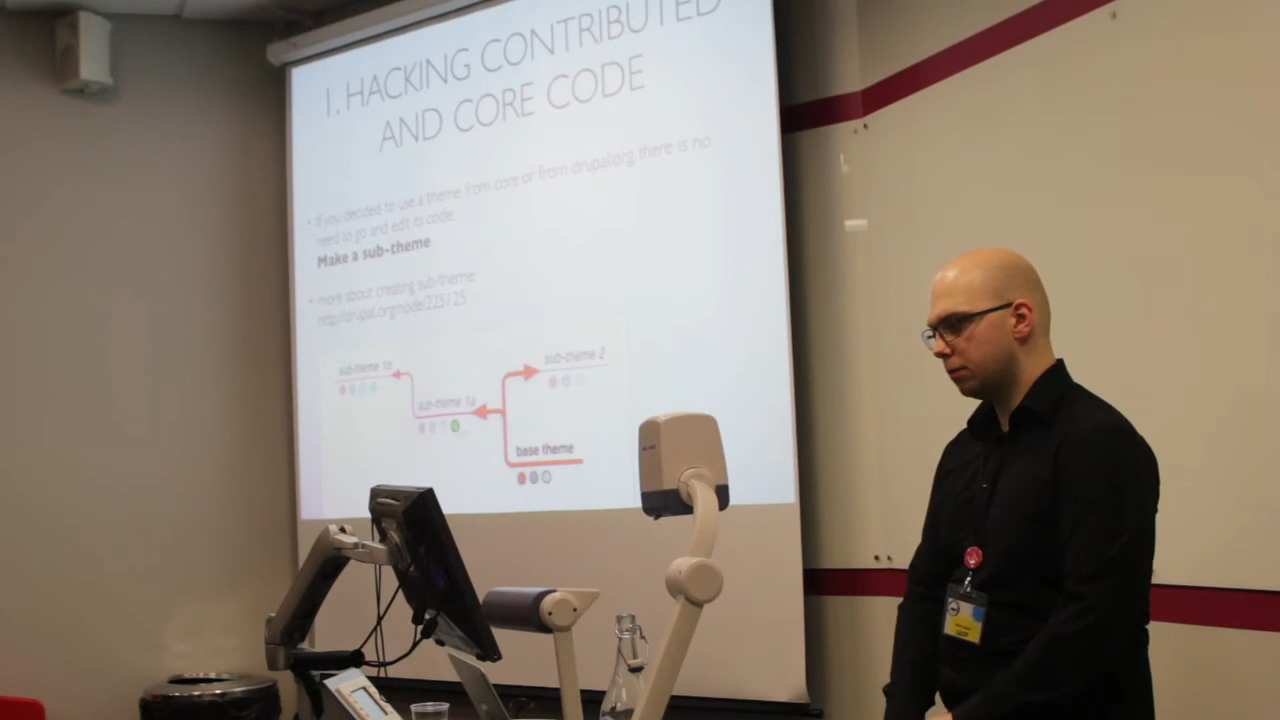 1. HACKING CONTRIBUTED
AND CORE CODE
• If you decided to use a theme from core or from drupal.org, there is no
need to go and edit its code.
Make a sub-theme
• more about creating sub-theme:
http://drupal.org/node/225125
sub-theme 1b
sub-theme 2
sub-theme 1a
base theme